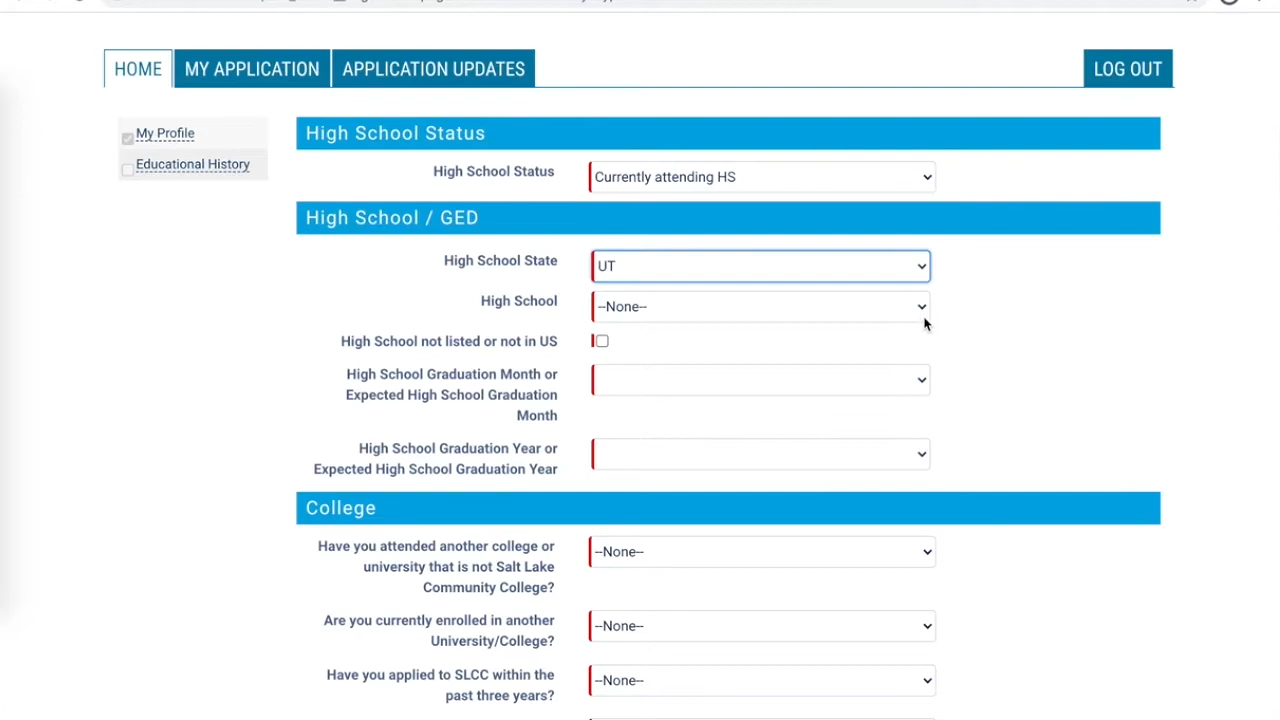 HOME
MY APPLICATION
APPLICATION UPDATES
LOG OUT
My Profile
Educational History
High School Status
High School Status
Currently attending HS
High School / GED
High School State
UT
High School
--None--
High School not listed or not in US
High School Graduation Month or
Expected High School Graduation
Month
High School Graduation Year or
Expected High School Graduation Year
College
Have you attended another college or
university that is not Salt Lake
Community College?
--None--
Are you currently enrolled in another
University/College?
--None--
Have you applied to SLCC within the
past three years?
--None--